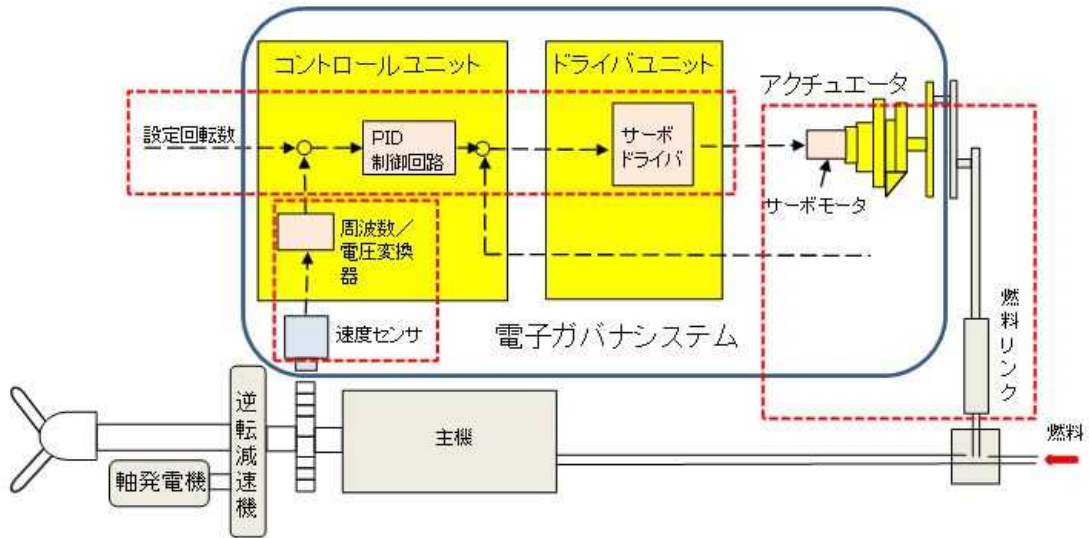 コントロールユニット
ドライバユニット
アクチュエータ
設定回転数
PID
制御回路
サーボ
ドライバ
サーボモータ
周波数／
電圧変換
器
速度センサ
電子ガバナシステム
燃料リンク
逆転減速機
主機
軸発電機
燃料